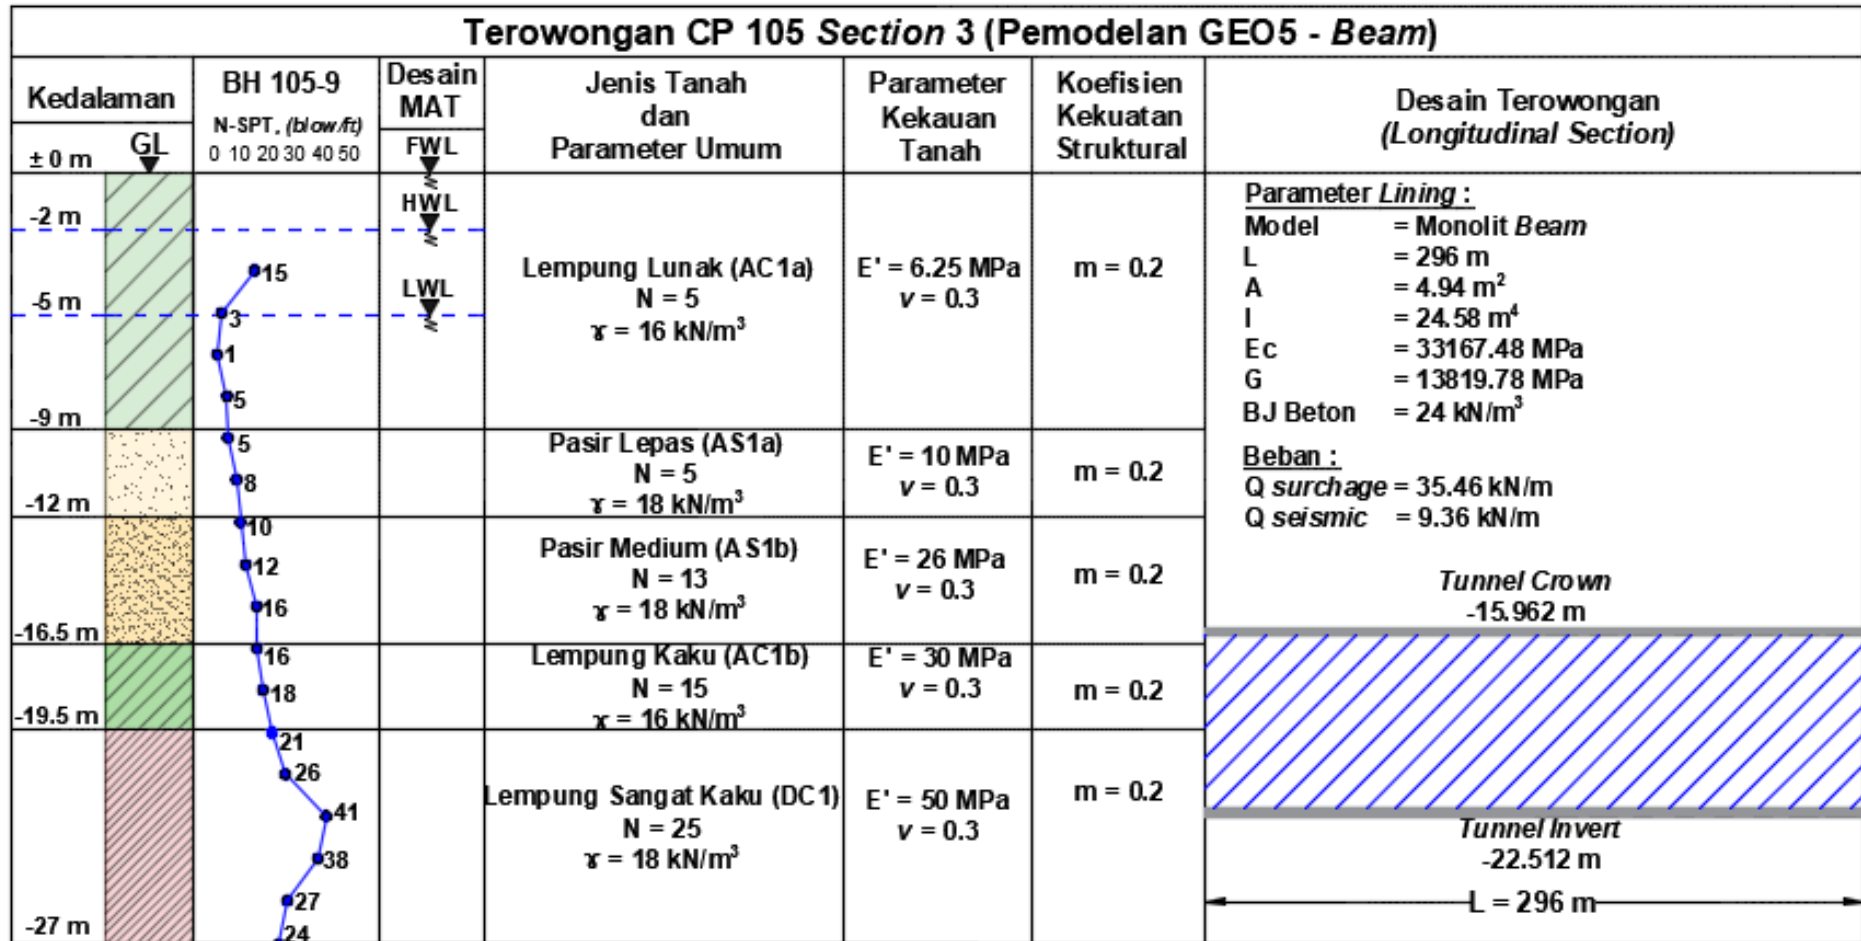 Terowongan CP 105 Section 3 (Pemodelan GEO5 - Beam)
Kedalaman
GL
± 0 m
BH 105-9
N-SPT, (blow/ft)
0 10 20 30 40 50
Desain
MAT
FWL
Jenis Tanah
dan
Parameter Umum
Parameter
Kekauan
Tanah
Koefisien
Kekuatan
Struktural
Desain Terowongan
(Longitudinal Section)
-2 m
-5 m
-9 m
-12 m
-16.5 m
-19.5 m
-27 m
15
3
1
5
5
8
10
12
16
16
18
21
26
41
38
27
24
HWL
LWL
Lempung Lunak (AC1a)
N = 5
ɤ = 16 kN/m³
E' = 6.25 MPa
v = 0.3
m = 0.2
Pasir Lepas (AS1a)
N = 5
ɤ = 18 kN/m³
E' = 10 MPa
v = 0.3
m = 0.2
Pasir Medium (AS1b)
N = 13
ɤ = 18 kN/m³
E' = 26 MPa
v = 0.3
m = 0.2
Lempung Kaku (AC1b)
N = 15
ɤ = 16 kN/m³
E' = 30 MPa
v = 0.3
m = 0.2
Lempung Sangat Kaku (DC1)
N = 25
ɤ = 18 kN/m³
E' = 50 MPa
v = 0.3
m = 0.2
Parameter Lining :
Model = Monolit Beam
L = 296 m
A = 4.94 m²
I = 24.58 m⁴
Ec = 33167.48 MPa
G = 13819.78 MPa
BJ Beton = 24 kN/m³
Beban :
Q surchage = 35.46 kN/m
Q seismic = 9.36 kN/m
Tunnel Crown
-15.962 m
Tunnel Invert
-22.512 m
L = 296 m